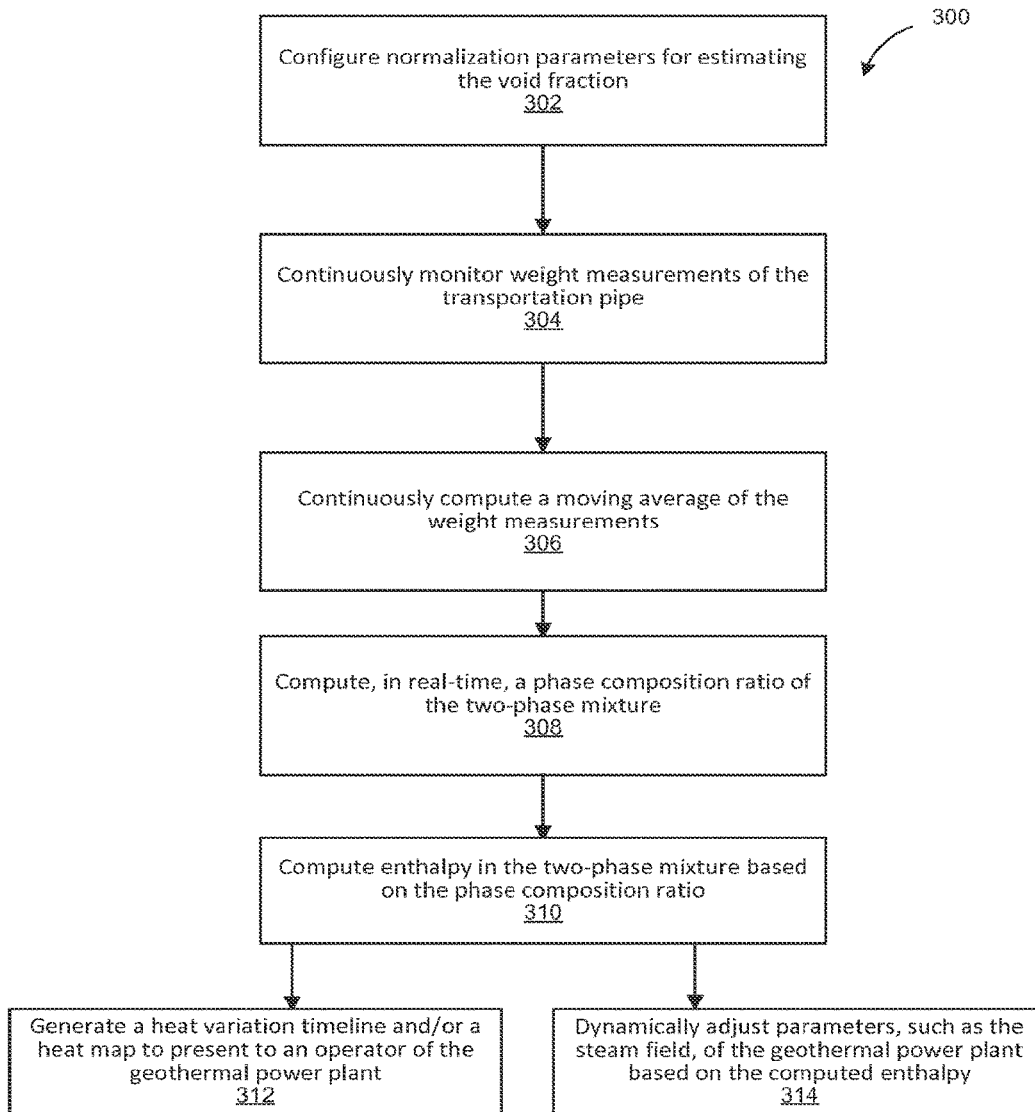 300
Configure normalization parameters for estimating
the void fraction
302
Continuously monitor weight measurements of the
transportation pipe
304
Continuously compute a moving average of the
weight measurements
306
Compute, in real-time, a phase composition ratio of
the two-phase mixture
308
Compute enthalpy in the two-phase mixture based
on the phase composition ratio
310
Generate a heat variation timeline and/or a
heat map to present to an operator of the
geothermal power plant
312
Dynamically adjust parameters, such as the
steam field, of the geothermal power plant
based on the computed enthalpy
314